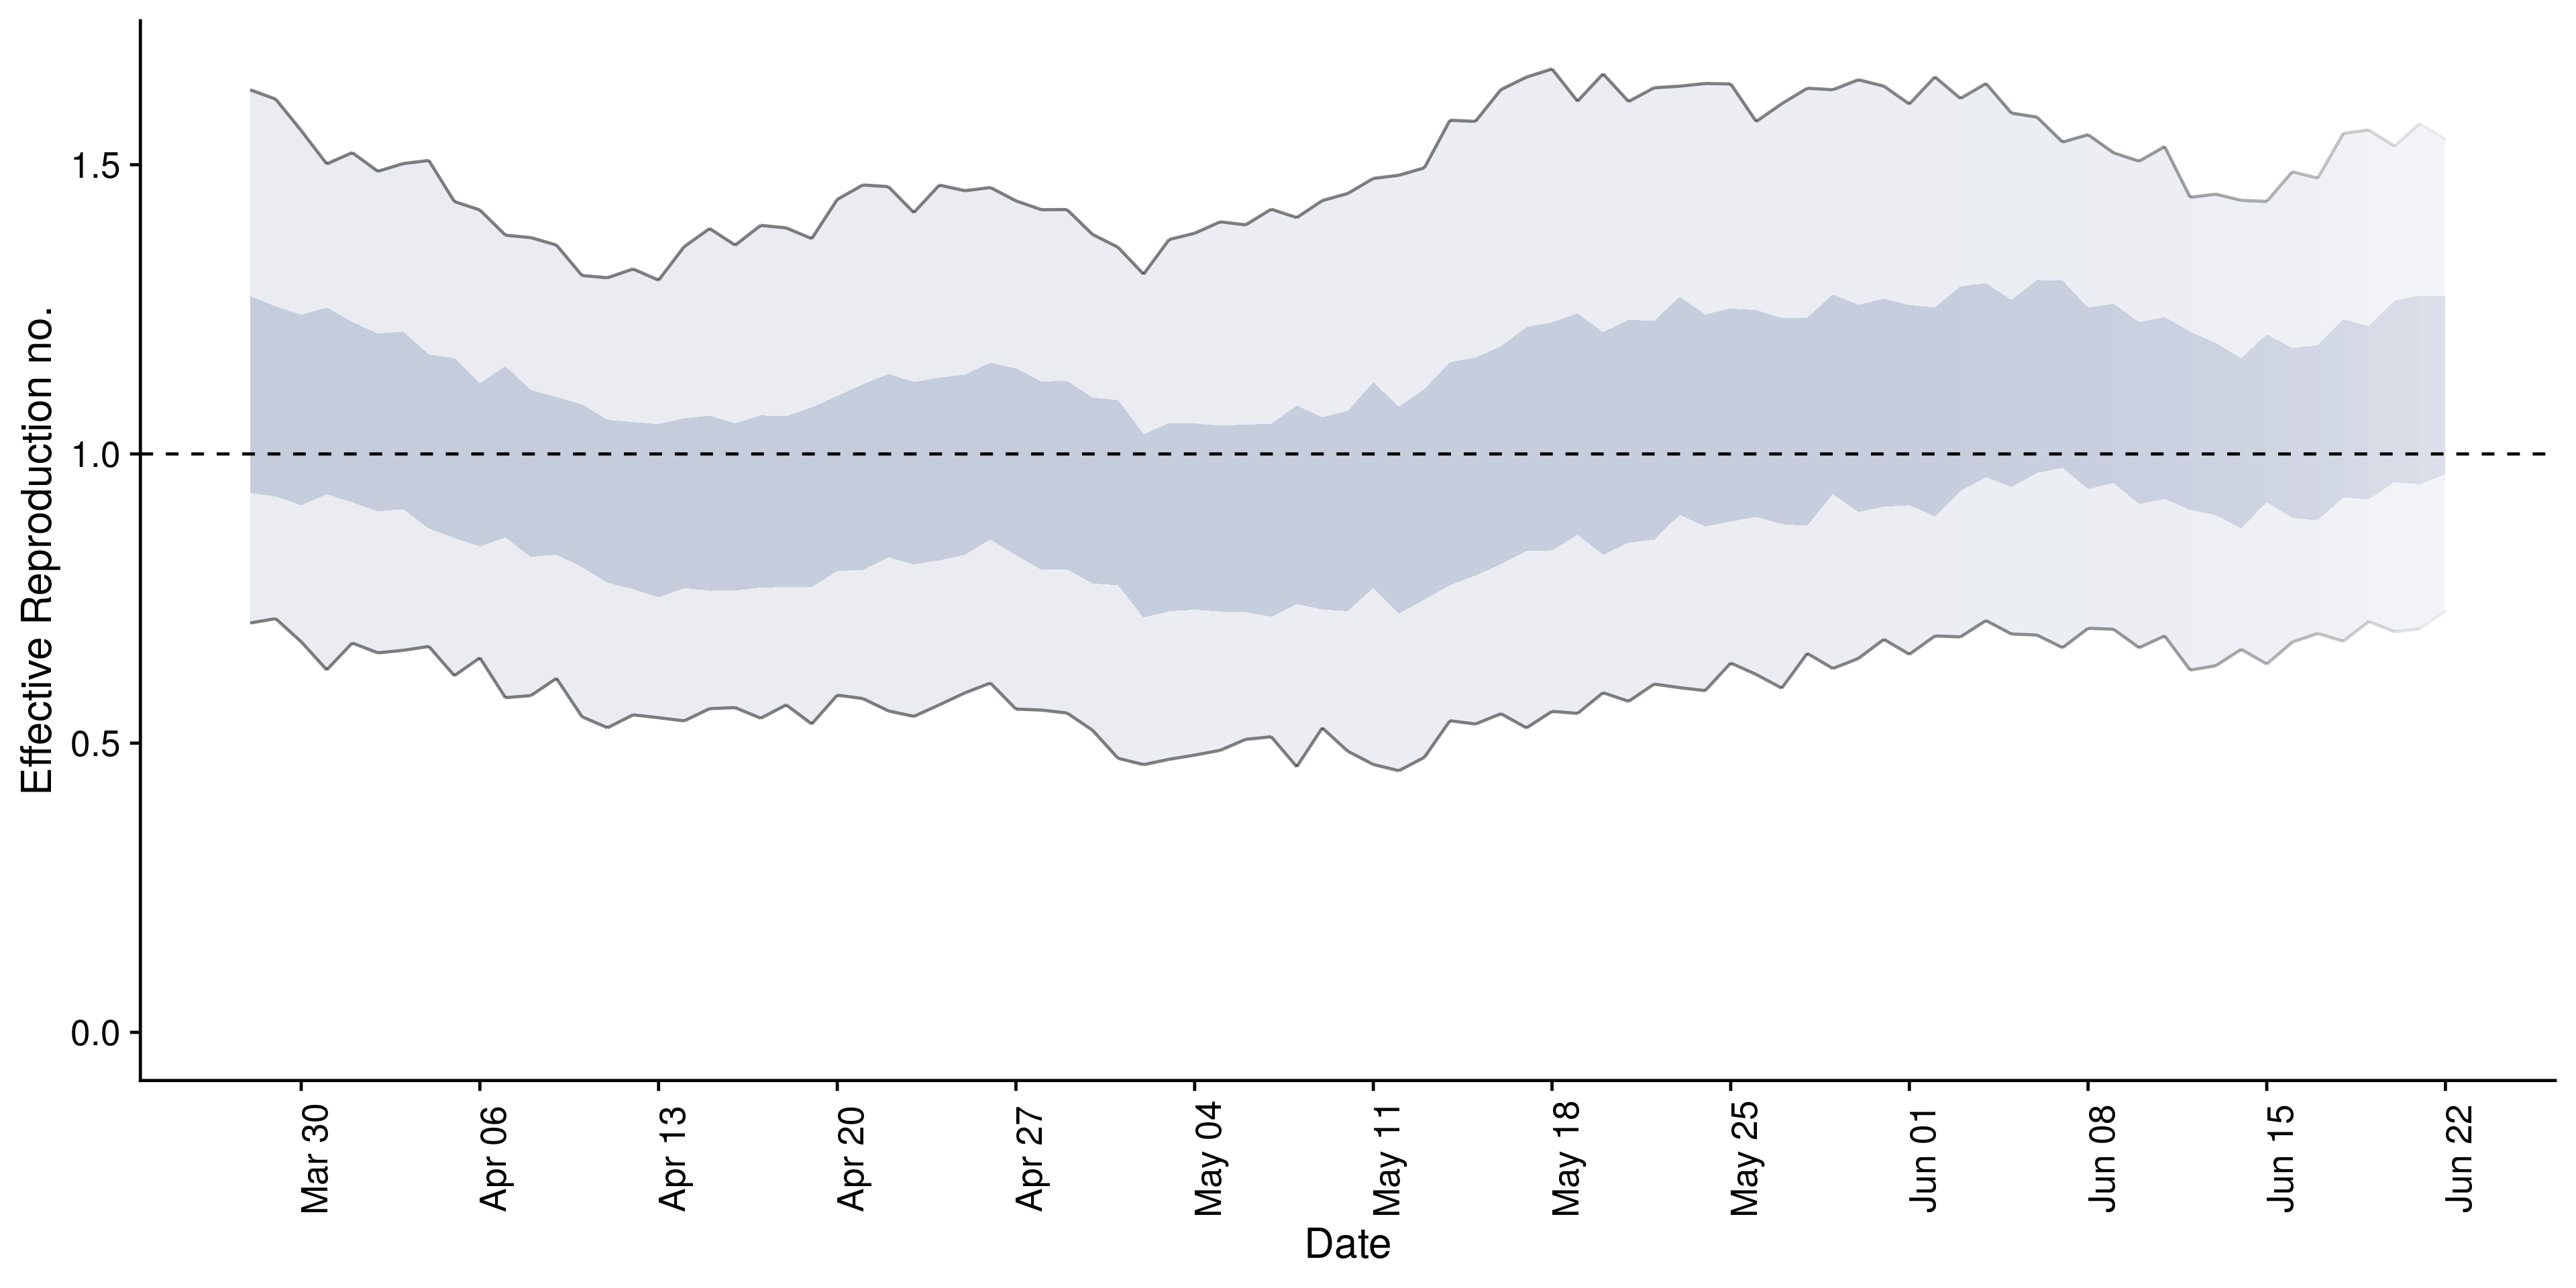 Effective Reproduction no.
1.5
1.0
0.5
0.0
Mar 30
Apr 06
Apr 13
Apr 20
Apr 27
May 04
May 11
May 18
May 25
Jun 01
Jun 08
Jun 15
Jun 22
Date